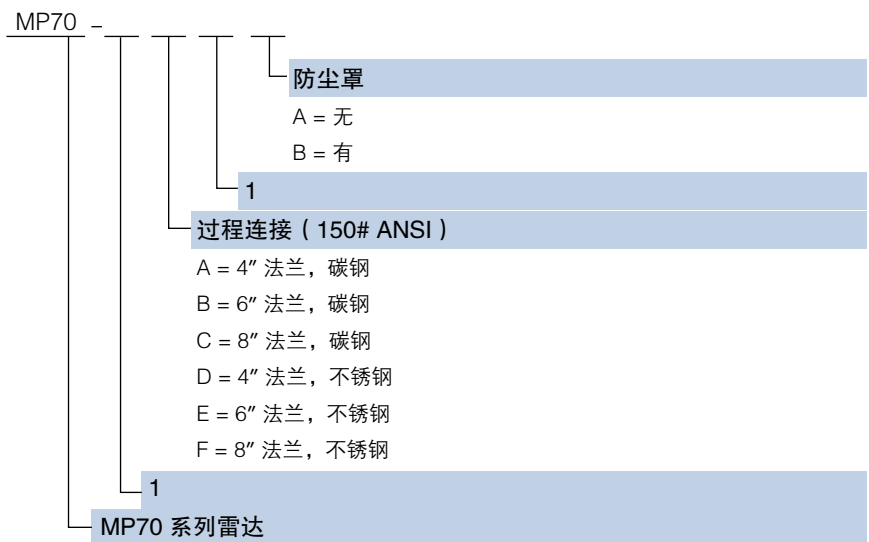 MP70 –
防尘罩
A = 无
B = 有
1
过程连接（150# ANSI）
A = 4″ 法兰，碳钢
B = 6″ 法兰，碳钢
C = 8″ 法兰，碳钢
D = 4″ 法兰，不锈钢
E = 6″ 法兰，不锈钢
F = 8″ 法兰，不锈钢
1
MP70 系列雷达